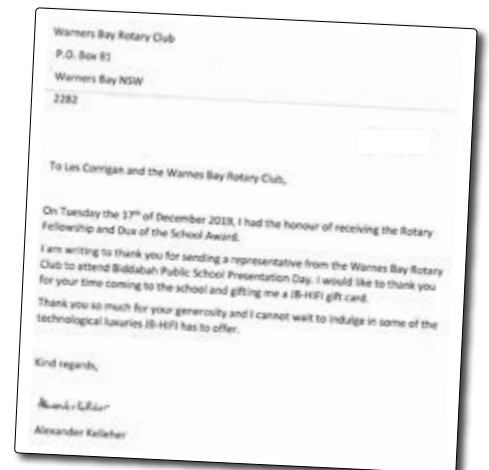 Warners Bay Rotary Club
P.O. Box 81
Warners Bay NSW
2282
To Les Corrigan and the Warnes Bay Rotary Club,
On Tuesday the 17th of December 2019, I had the honour of receiving the Rotary
Fellowship and Dux of the School Award.
I am writing to thank you for sending a representative from the Warnes Bay Rotary
Club to attend Biddabah Public School Presentation Day. I would like to thank you
for your time coming to the school and gifting me a JB-HIFI gift card.
Thank you so much for your generosity and I cannot wait to indulge in some of the
technological luxuries JB-HIFI has to offer.
Kind regards,
Alexander Kelleher
Alexander Kelleher